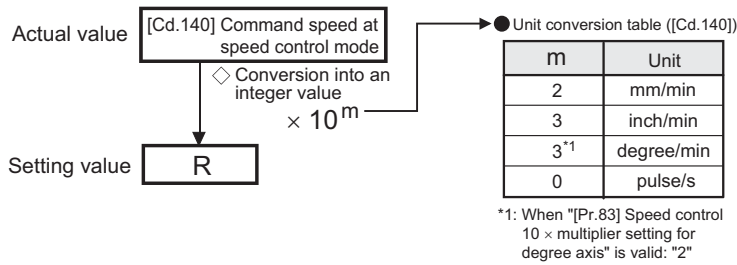 Actual value
[Cd.140] Command speed at
speed control mode
◇ Conversion into an
integer value
× 10^m
Setting value
R
● Unit conversion table ([Cd.140])
m Unit
2 mm/min
3 inch/min
3*1 degree/min
0 pulse/s
*1: When "[Pr.83] Speed control
10 × multiplier setting for
degree axis" is valid: "2"